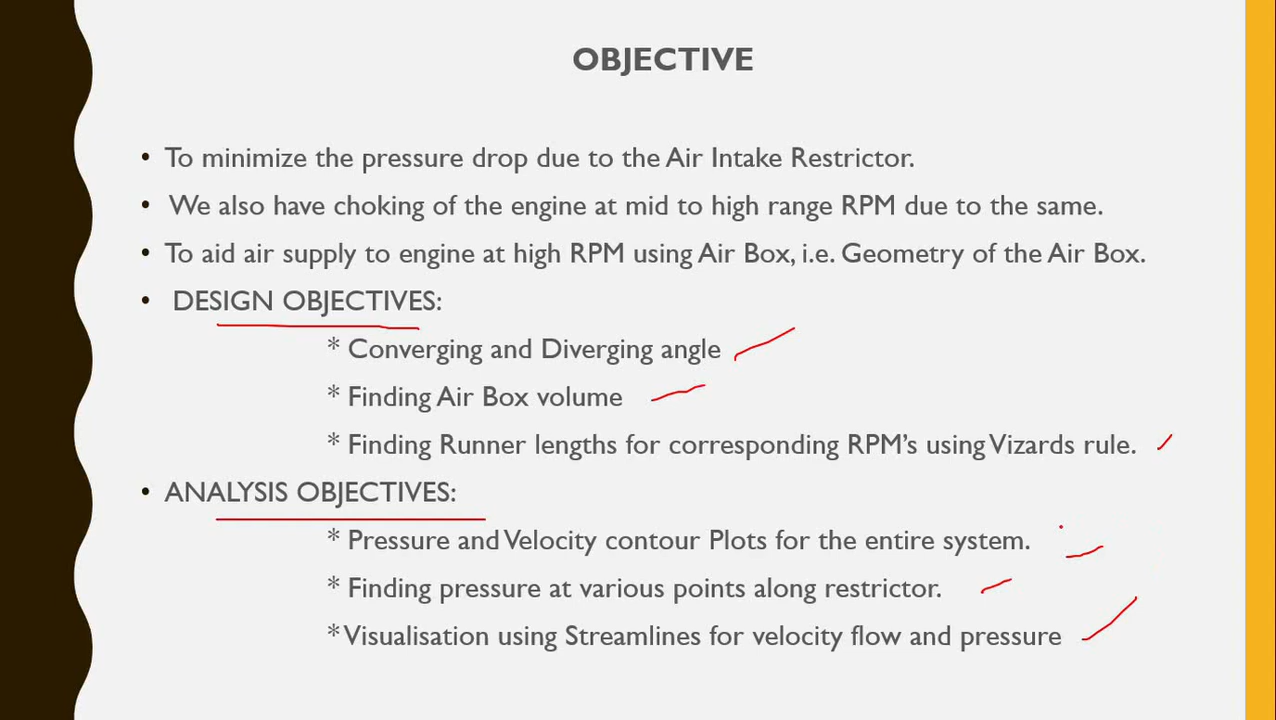 OBJECTIVE
• To minimize the pressure drop due to the Air Intake Restrictor.
• We also have choking of the engine at mid to high range RPM due to the same.
• To aid air supply to engine at high RPM using Air Box, i.e. Geometry of the Air Box.
• DESIGN OBJECTIVES:
* Converging and Diverging angle
* Finding Air Box volume
* Finding Runner lengths for corresponding RPM's using Vizards rule.
• ANALYSIS OBJECTIVES:
* Pressure and Velocity contour Plots for the entire system.
* Finding pressure at various points along restrictor.
* Visualisation using Streamlines for velocity flow and pressure